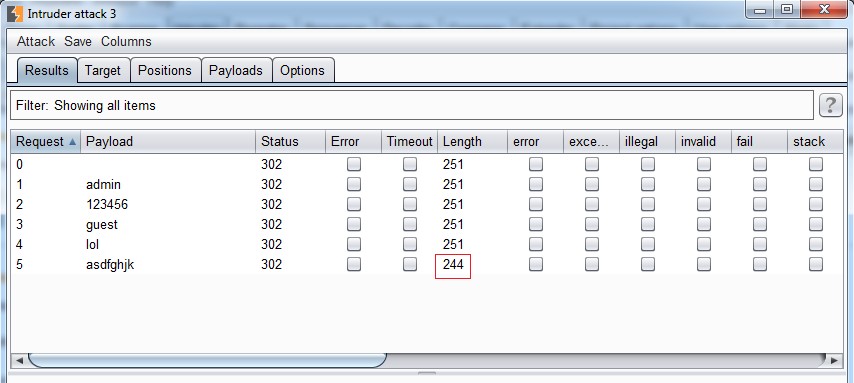 Intruder attack 3
Attack Save Columns
Results Target Positions Payloads Options
Filter: Showing all items ?
Request Payload Status Error Timeout Length error exce... illegal invalid fail stack
0 302 251
1 admin 302 251
2 123456 302 251
3 guest 302 251
4 lol 302 251
5 asdfghjk 302 244